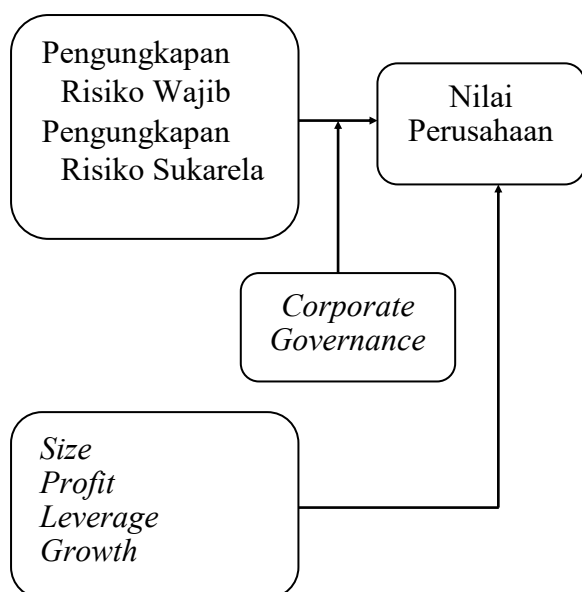 Pengungkapan
Risiko Wajib
Pengungkapan
Risiko Sukarela
Nilai
Perusahaan
Corporate
Governance
Size
Profit
Leverage
Growth